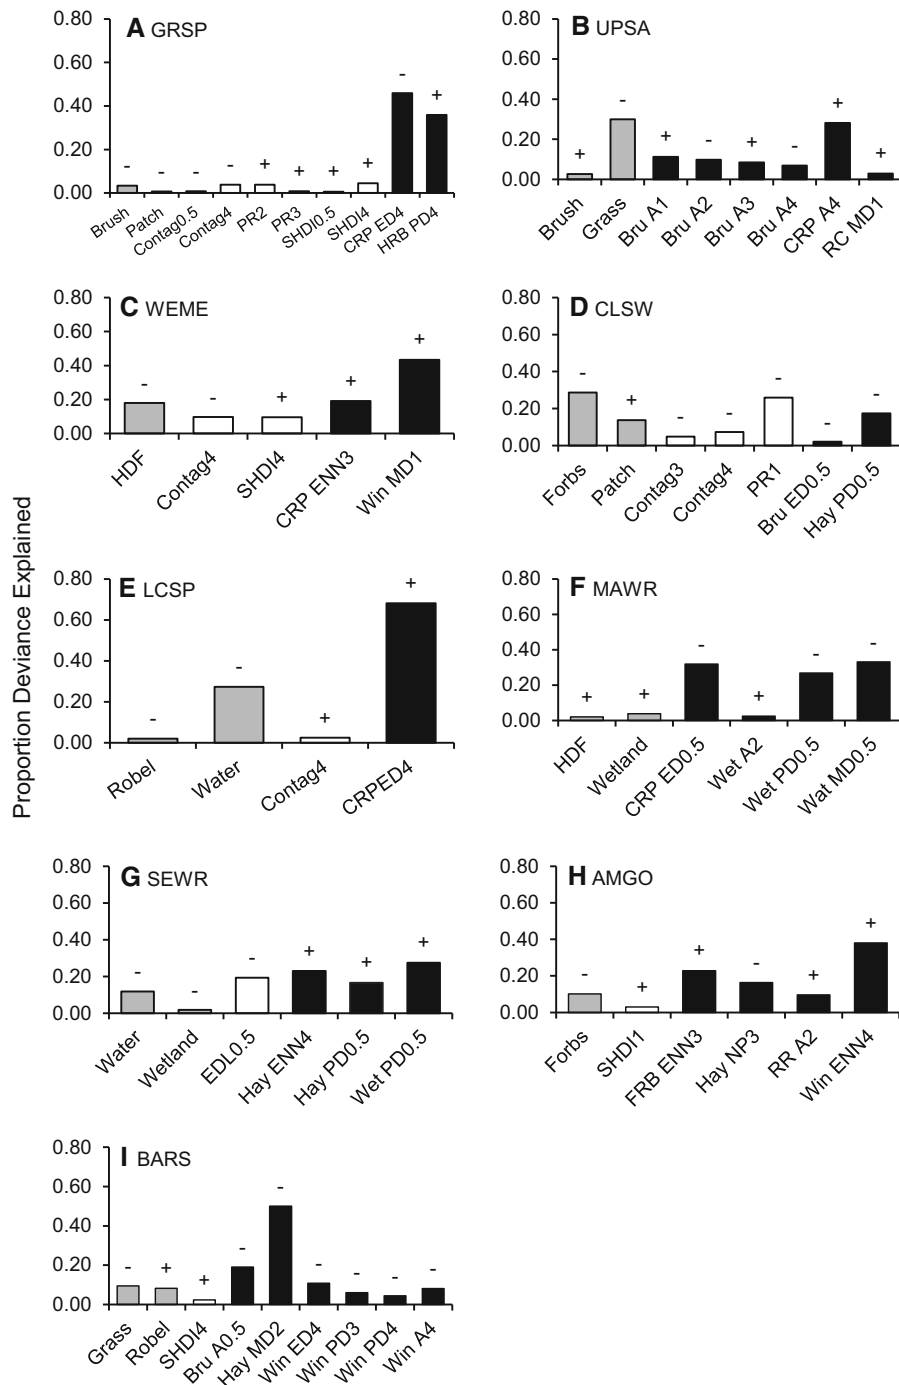 Proportion Deviance Explained
A GRSP
0.80
0.60
0.40
0.20
0.00
- - - - + + + + - +
Brush Patch Contag0.5 Contag4 PR2 PR3 SHDI0.5 SHDI4 CRP ED4 HRB PD4
B UPSA
0.80
0.60
0.40
0.20
0.00
+ - + - + - + +
Brush Grass Bru A1 Bru A2 Bru A3 Bru A4 CRP A4 RC MD1
C WEME
0.80
0.60
0.40
0.20
0.00
- - + + +
HDF Contag4 SHDI4 CRP ENN3 Win MD1
D CLSW
0.80
0.60
0.40
0.20
0.00
- + - - - - -
Forbs Patch Contag3 Contag4 PR1 Bru ED0.5 Hay PD0.5
E LCSP
0.80
0.60
0.40
0.20
0.00
- - + +
Robel Water Contag4 CRPED4
F MAWR
0.80
0.60
0.40
0.20
0.00
+ + - + - -
HDF Wetland CRP ED0.5 Wet A2 Wet PD0.5 Wat MD0.5
G SEWR
0.80
0.60
0.40
0.20
0.00
- - - + + +
Water Wetland EDL0.5 Hay ENN4 Hay PD0.5 Wet PD0.5
H AMGO
0.80
0.60
0.40
0.20
0.00
- + + - + +
Forbs SHDI1 FRB ENN3 Hay NP3 RR A2 Win ENN4
I BARS
0.80
0.60
0.40
0.20
0.00
- + + - - - - - -
Grass Robel SHDI4 Bru A0.5 Hay MD2 Win ED4 Win PD3 Win PD4 Win A4